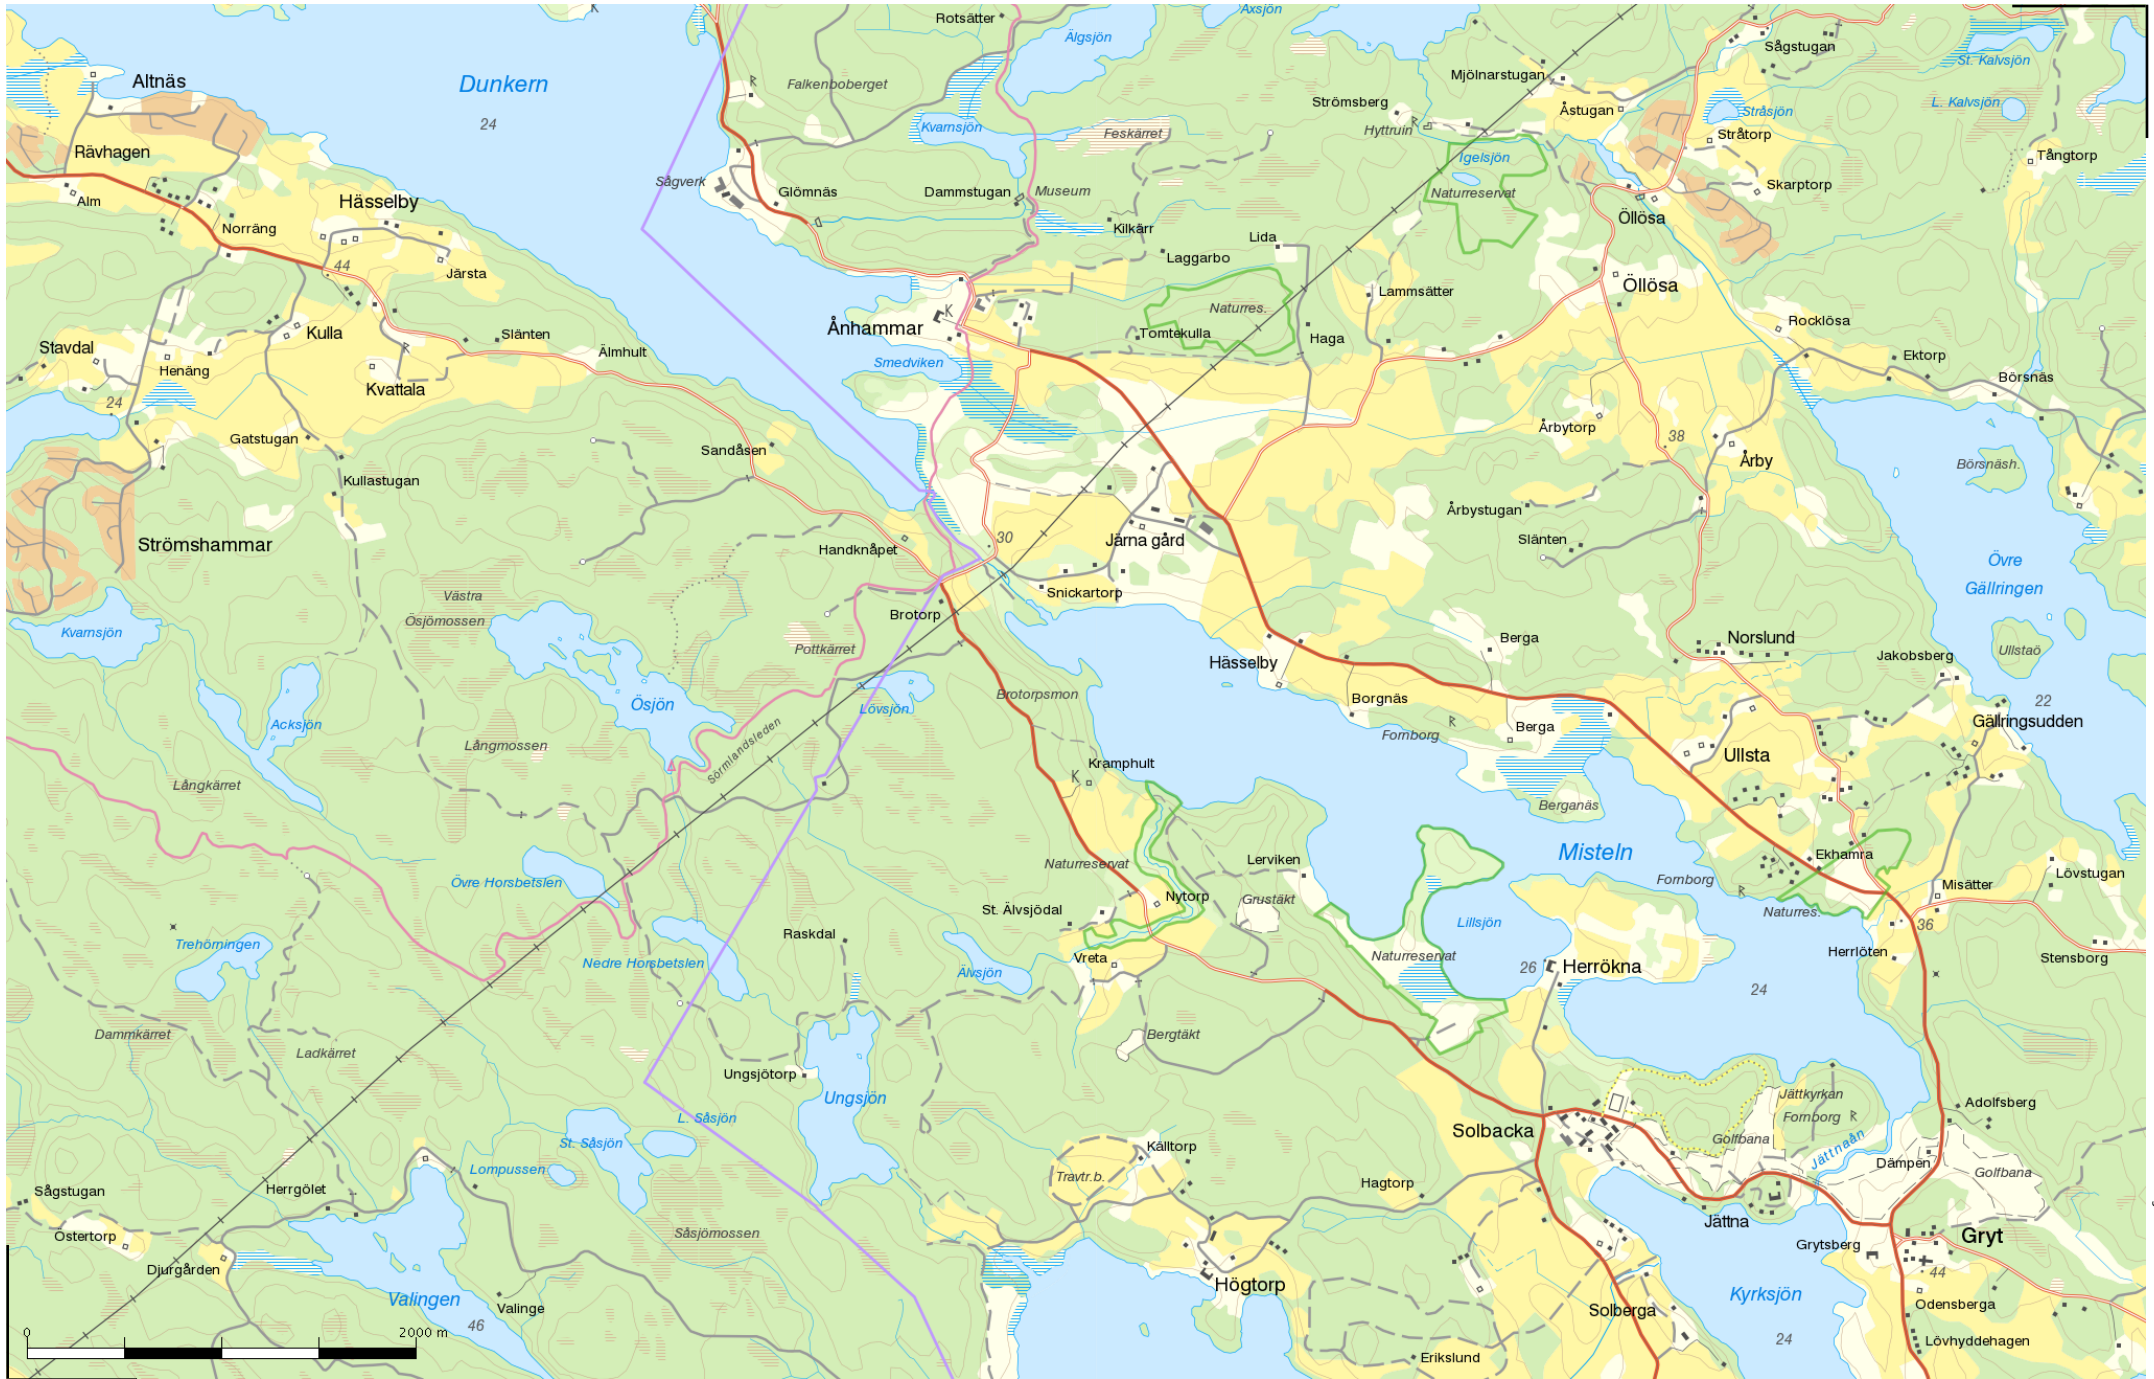 Rotsätter
Axsjön
Älgsjön
Sågstugan
St. Kalvsjön
Altnäs
Dunkern
24
Falkenboberget
Mjölnarstugan
Åstugan
Stråsjön
L. Kalvsjön
Strömsberg
Hyttruin
Kvarnsjön
Feskärret
Stråtorp
Rävhagen
Igelsjön
Tångtorp
Sågverk
Glömnäs
Dammstugan
Museum
Naturreservat
Skarptorp
Alm
Hässelby
Öllösa
Norräng
Kilkärr
Lida
Laggarbo
44
Järsta
Lammsätter
Öllösa
Naturres.
Ånhammar
Tomtekulla
Haga
Rocklösa
Kulla
Slänten
Stavdal
Älmhult
Smedviken
Ektorp
Henäng
Kvattala
Börsnäs
24
Gatstugan
Sandåsen
Årbytorp
38
Årby
Börsnäsh.
Kullastugan
Årbystugan
Strömshammar
Handknåpet
30
Järna gård
Slänten
Övre
Gällringen
Västra
Ösjömossen
Snickartorp
Brotorp
Kvarnsjön
Pottkärret
Hässelby
Berga
Norslund
Jakobsberg
Ullstaö
Brotorpsmon
Borgnäs
22
Ösjön
Lövsjön
Acksjön
Fornborg
Berga
Gällringsudden
Långmossen
Sörmlandsleden
Ullsta
Kramphult
Långkärret
Berganäs
Misteln
Ekhamra
Naturreservat
Lerviken
Övre Horsbetslen
Nytorp
Grustäkt
Fornborg
Misätter
Lövstugan
St. Älvsjödal
Naturres.
Lillsjön
36
Raskdal
Trehörningen
Herrlöten
Stensborg
Nedre Horsbetslen
Älvsjön
Vreta
Naturreservat
26
Herrökna
24
Dammkärret
Ladkärret
Bergtäkt
Ungsjötorp
Ungsjön
Jättkyrkan
Fornborg
Adolfsberg
L. Såsjön
St. Såsjön
Solbacka
Golfbana
Jättnaån
Lompussen
Källtorp
Travtr.b.
Dämpen
Golfbana
Sågstugan
Herrgölet
Hagtorp
Jättna
Östertorp
Såsjömossen
Grytsberg
Gryt
Djurgården
44
Högtorp
Valingen
Valinge
46
Solberga
Kyrksjön
Odensberga
24
0
2000 m
Lövhyddehagen
Erikslund